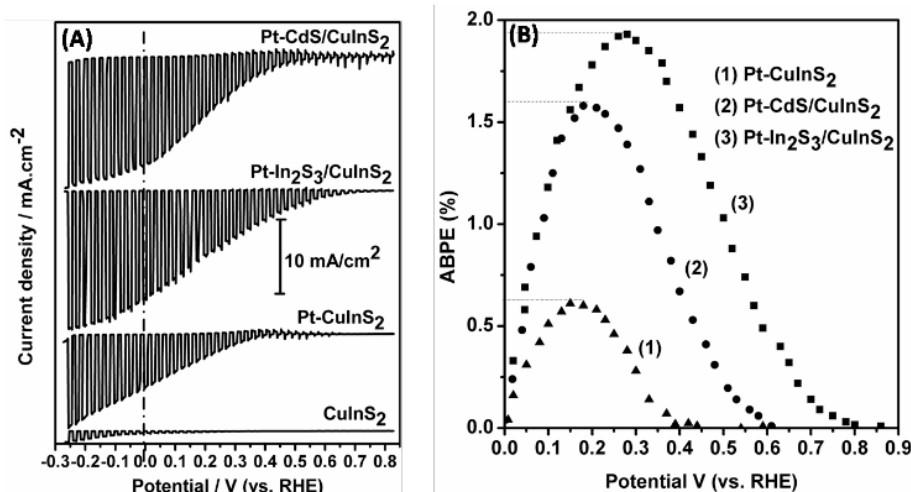 (A)
Pt-CdS/CuInS2
Pt-In2S3/CuInS2
10 mA/cm2
Pt-CuInS2
CuInS2
Current density / mA.cm-2
-0.3 -0.2 -0.1 0.0 0.1 0.2 0.3 0.4 0.5 0.6 0.7 0.8
Potential / V (vs. RHE)
(B)
2.0
1.5
1.0
0.5
0.0
ABPE (%)
(1) Pt-CuInS2
(2) Pt-CdS/CuInS2
(3) Pt-In2S3/CuInS2
(3)
(2)
(1)
0.0 0.1 0.2 0.3 0.4 0.5 0.6 0.7 0.8 0.9
Potential V (vs. RHE)